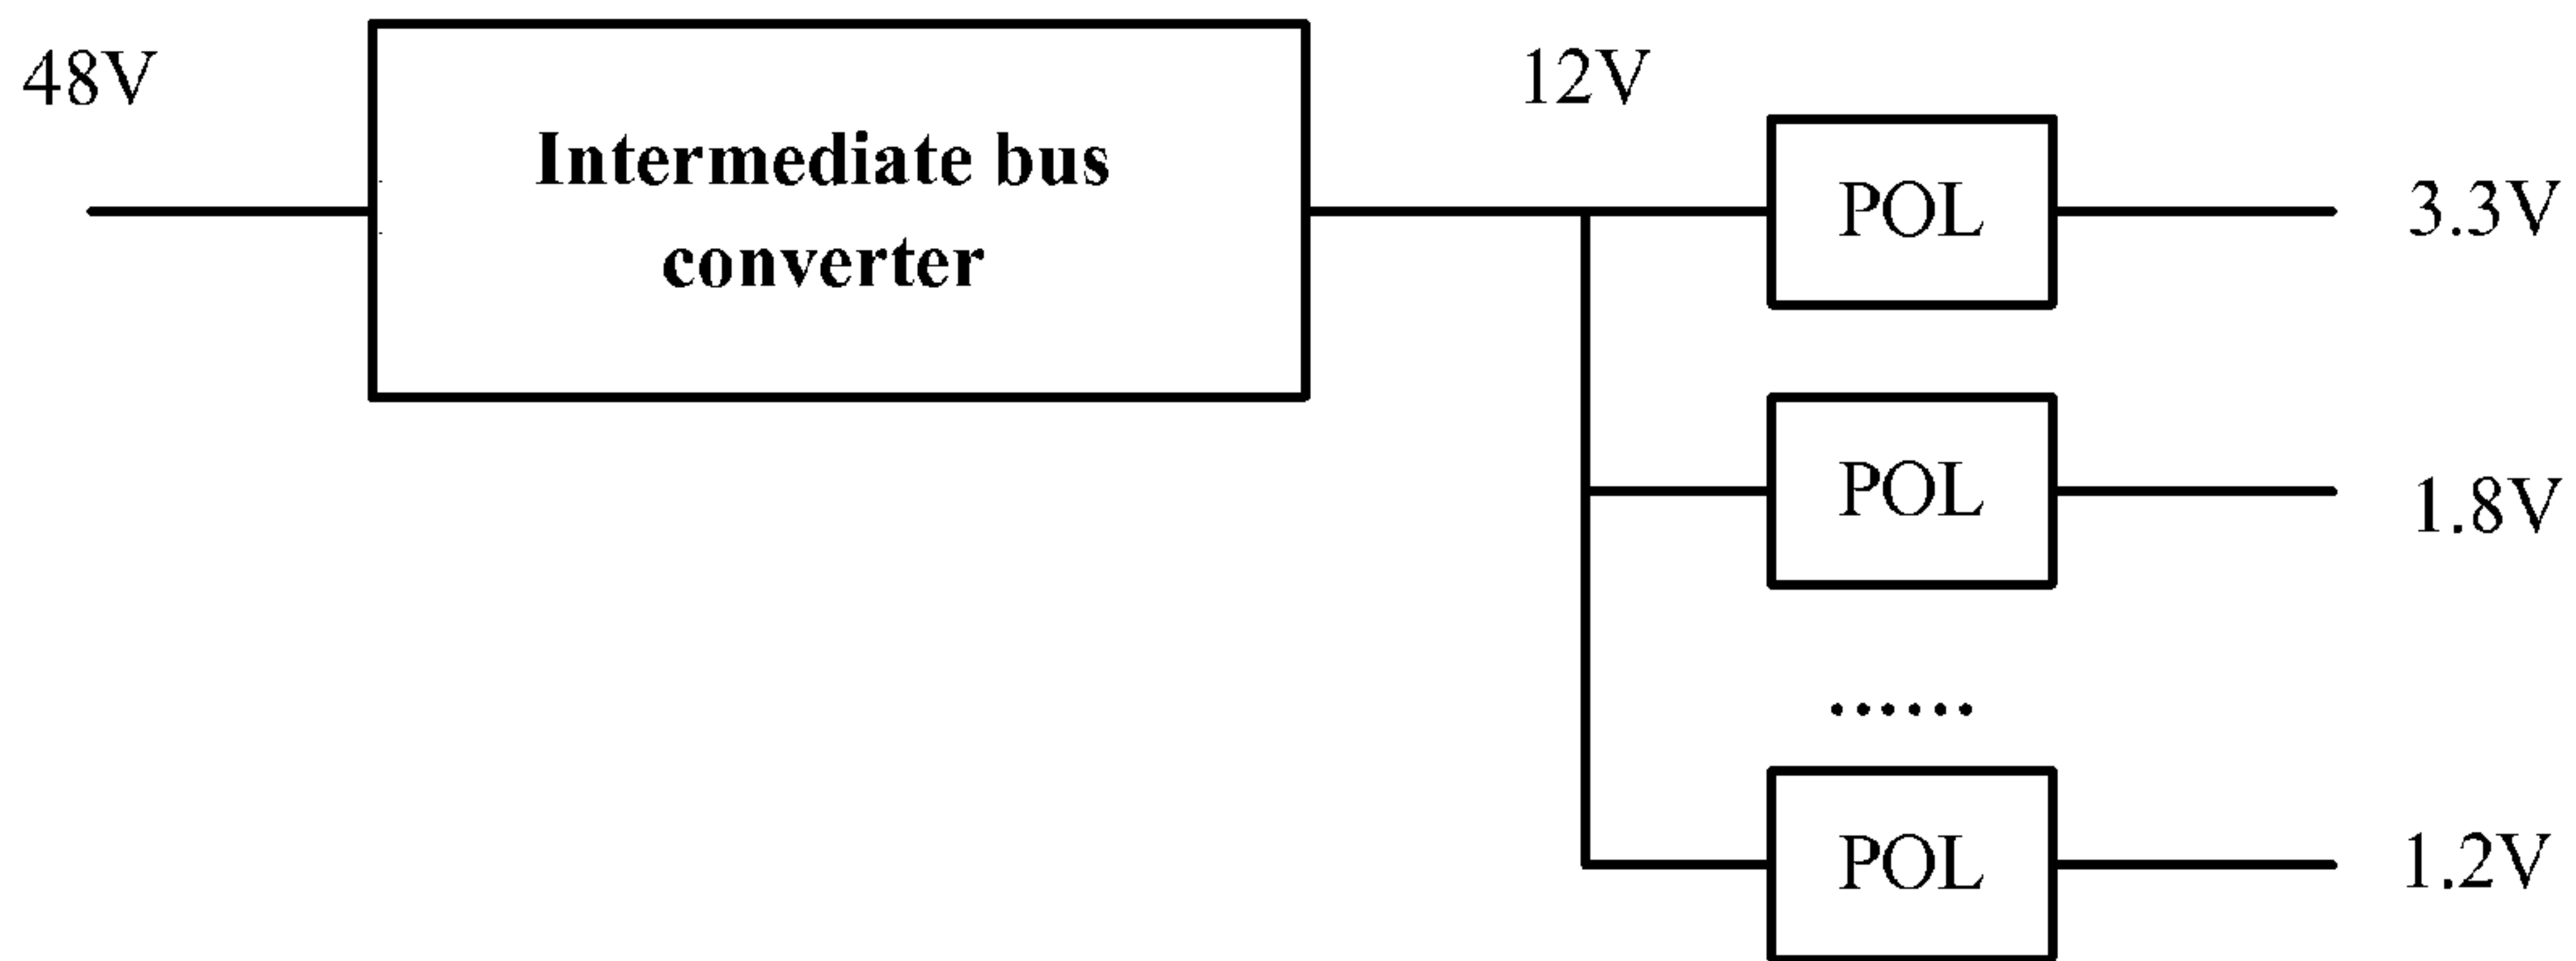 48V
Intermediate bus
converter
12V
POL
3.3V
POL
1.8V
......
POL
1.2V